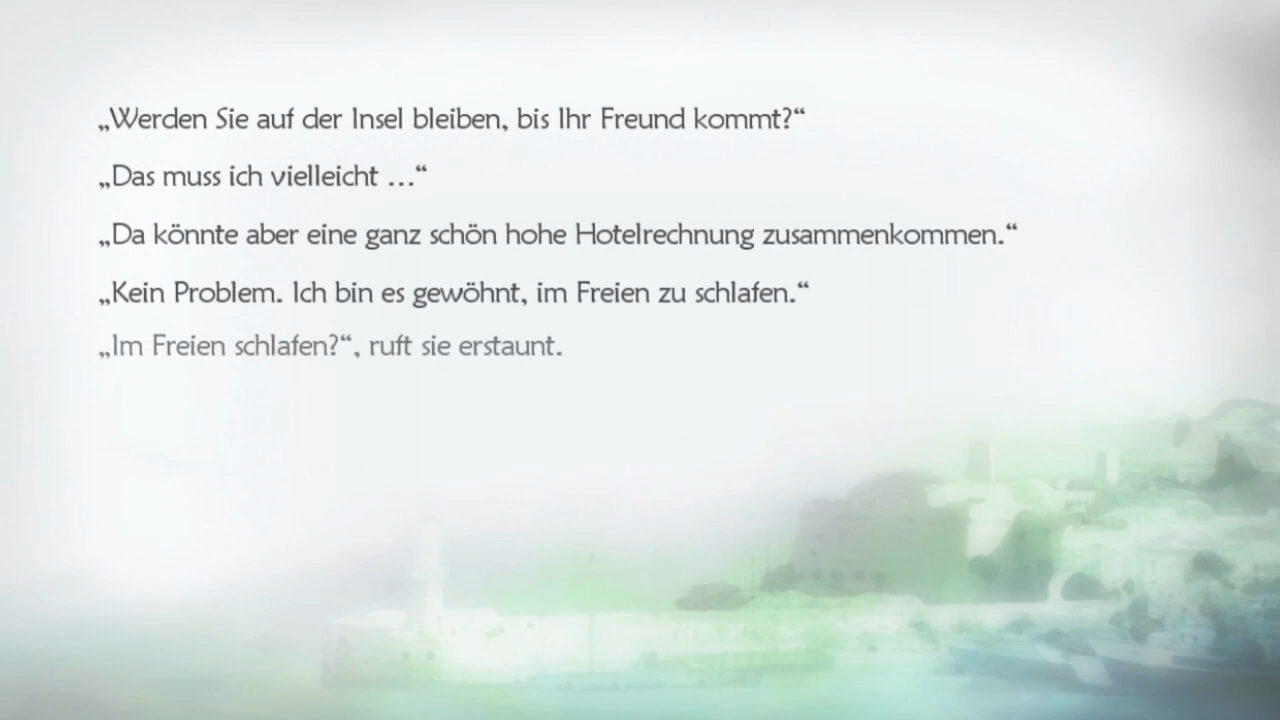 „Werden Sie auf der Insel bleiben, bis Ihr Freund kommt?“
„Das muss ich vielleicht ...“
„Da könnte aber eine ganz schön hohe Hotelrechnung zusammenkommen.“
„Kein Problem. Ich bin es gewöhnt, im Freien zu schlafen.“
„Im Freien schlafen?“, ruft sie erstaunt.